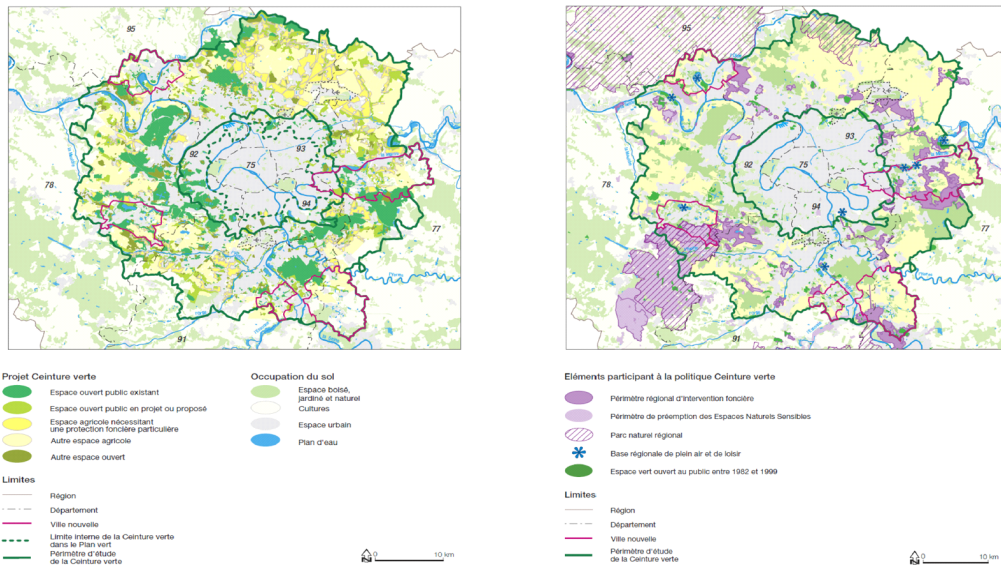 95
92
93
75
94
78
77
91
Projet Ceinture verte
Espace ouvert public existant
Espace ouvert public en projet ou proposé
Espace agricole nécessitant
une protection foncière particulière
Autre espace agricole
Autre espace ouvert
Limites
Région
Département
Ville nouvelle
Limite interne de la Ceinture verte
dans le Plan vert
Périmètre d'étude
de la Ceinture verte
Occupation du sol
Espace boisé,
jardiné et naturel
Cultures
Espace urbain
Plan d'eau
0 10 km
95
93
92
75
94
78
77
91
Eléments participant à la politique Ceinture verte
Périmètre régional d'intervention foncière
Périmètre de préemption des Espaces Naturels Sensibles
Parc naturel régional
Base régionale de plein air et de loisir
Espace vert ouvert au public entre 1982 et 1999
Limites
Région
Département
Ville nouvelle
Périmètre d'étude
de la Ceinture verte
0 10 km